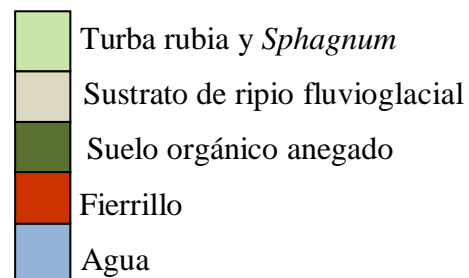 Turba rubia y Sphagnum
Sustrato de ripio fluvioglacial
Suelo orgánico anegado
Fierrillo
Agua